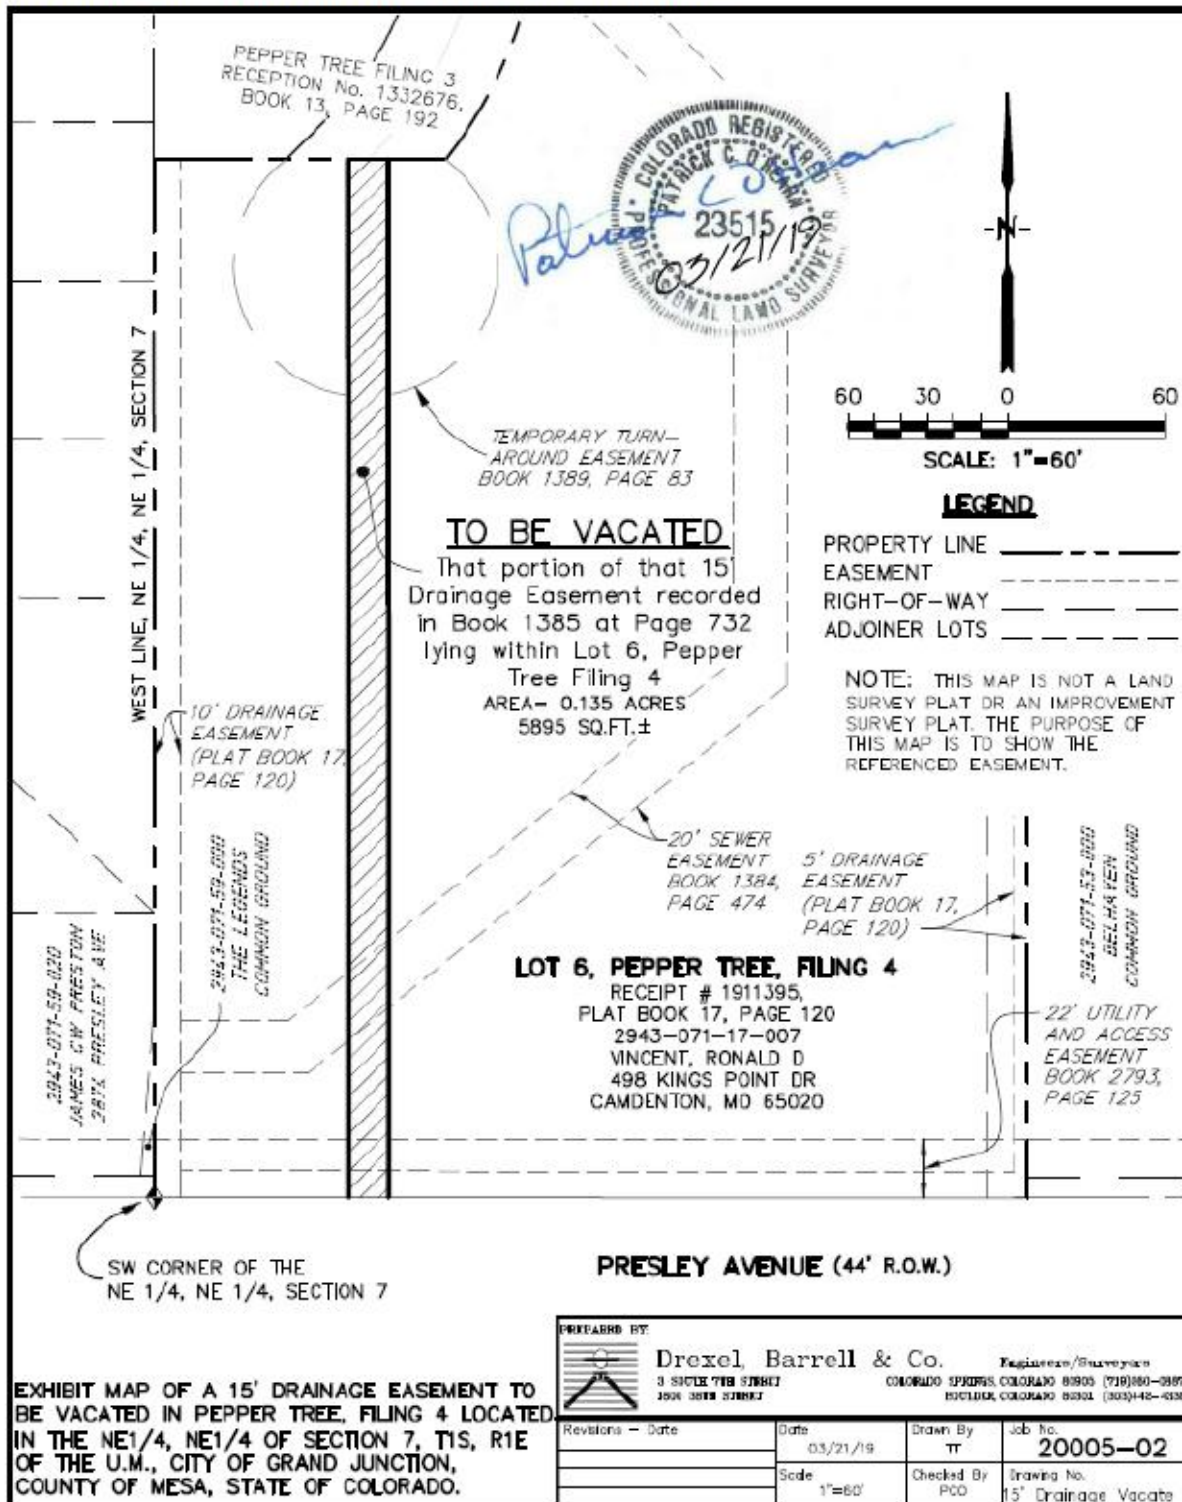 PEPPER TREE FILING 3
RECEPTION No. 1332676,
BOOK 13, PAGE 192
COLORADO REGISTERED
PATRICK C. O'HEARN
23515
03/21/19
PROFESSIONAL LAND SURVEYOR
N
60 30 0 60
SCALE: 1"=60'
WEST LINE, NE 1/4, NE 1/4, SECTION 7
TEMPORARY TURN-
AROUND EASEMENT
BOOK 1389, PAGE 83
TO BE VACATED
That portion of that 15'
Drainage Easement recorded
in Book 1385 at Page 732
lying within Lot 6, Pepper
Tree Filing 4
AREA- 0.135 ACRES
5895 SQ.FT.±
LEGEND
PROPERTY LINE
EASEMENT
RIGHT-OF-WAY
ADJOINER LOTS
NOTE: THIS MAP IS NOT A LAND
SURVEY PLAT OR AN IMPROVEMENT
SURVEY PLAT. THE PURPOSE OF
THIS MAP IS TO SHOW THE
REFERENCED EASEMENT.
10' DRAINAGE
EASEMENT
(PLAT BOOK 17,
PAGE 120)
20' SEWER
EASEMENT
BOOK 1384,
PAGE 474
5' DRAINAGE
EASEMENT
(PLAT BOOK 17,
PAGE 120)
2943-071-59-020
JAMES CW PRESTON
2874 PRESLEY AVE
THE LEGENDS
COMMON GROUND
2943-071-53-000
BELHAVEN
COMMON GROUND
LOT 6, PEPPER TREE, FILING 4
RECEIPT # 1911395,
PLAT BOOK 17, PAGE 120
2943-071-17-007
VINCENT, RONALD D
498 KINGS POINT DR
CAMDENTON, MO 65020
22' UTILITY
AND ACCESS
EASEMENT
BOOK 2793,
PAGE 125
SW CORNER OF THE
NE 1/4, NE 1/4, SECTION 7
PRESLEY AVENUE (44' R.O.W.)
EXHIBIT MAP OF A 15' DRAINAGE EASEMENT TO
BE VACATED IN PEPPER TREE, FILING 4 LOCATED
IN THE NE1/4, NE1/4 OF SECTION 7, T1S, R1E
OF THE U.M., CITY OF GRAND JUNCTION,
COUNTY OF MESA, STATE OF COLORADO.
PREPARED BY:
Drexel, Barrell & Co. Engineers/Surveyors
3 SOUTH 7TH STREET COLORADO SPRINGS, COLORADO 80905
BOULDER, COLORADO 80301
Revisions - Date
Date
03/21/19
Drawn By
TT
Job No.
20005-02
Scale
1"=60'
Checked By
PCO
Drawing No.
15' Drainage Vacate